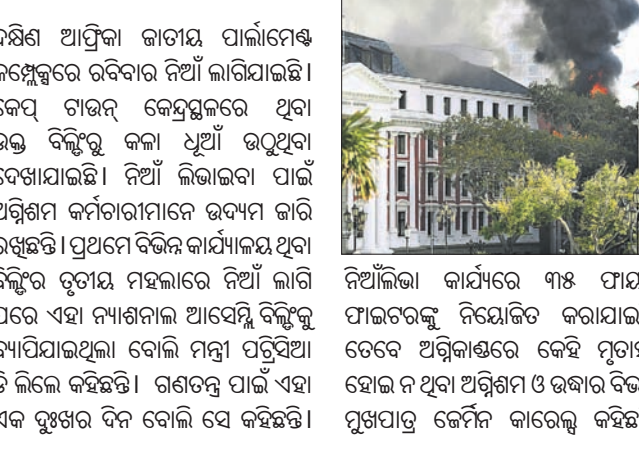 ଦକ୍ଷିଣ ଆଫ୍ରିକା ଜାତୀୟ ପାର୍ଲାମେଣ୍ଟ
କମ୍ପ୍ଲେକ୍ସରେ ରବିବାର ନିଆଁ ଲାଗିଯାଇଛି।
କେପ୍ ଟାଉନ୍ କେନ୍ଦ୍ରସ୍ଥଳରେ ଥିବା
ଉକ୍ତ ବିଲ୍ଡିଂରୁ କଳା ଧୂଆଁ ଉଠୁଥିବା
ଦେଖାଯାଇଛି। ନିଆଁ ଲିଭାଇବା ପାଇଁ
ଅଗ୍ନିଶମ କର୍ମଚାରୀମାନେ ଉଦ୍ୟମ ଜାରି
ରଖିଛନ୍ତି। ପ୍ରଥମେ ବିଭିନ୍ନ କାର୍ଯ୍ୟାଳୟ ଥିବା
ବିଲ୍ଡିଂର ତୃତୀୟ ମହଲାରେ ନିଆଁ ଲାଗି
ପରେ ଏହା ନ୍ୟାଶନାଲ ଆସେମ୍ବ୍ଲି ବିଲ୍ଡିଂକୁ
ବ୍ୟାପିଯାଇଥିଲା ବୋଲି ମନ୍ତ୍ରୀ ପଟ୍ରିସିଆ
ଡି ଲିଲେ କହିଛନ୍ତି। ଗଣତନ୍ତ୍ର ପାଇଁ ଏହା
ଏକ ଦୁଃଖର ଦିନ ବୋଲି ସେ କହିଛନ୍ତି।
ନିଆଁଲିଭା କାର୍ଯ୍ୟରେ ୩୫
ଫାଇଟରଙ୍କୁ ନିୟୋଜିତ
ତେବେ ଅଗ୍ନିକାଣ୍ଡରେ କେହି
ହୋଇ ନ ଥିବା ଅଗ୍ନିଶମ ଓ ଉଦ୍ଧାର
ମୁଖପାତ୍ର ଜେର୍ମିନ କାରେଲ୍ସ